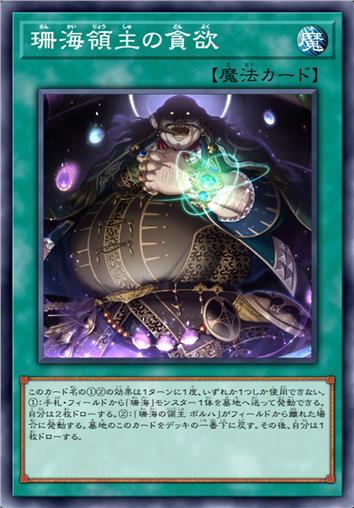 珊海領主の貪欲
魔
【魔法カード】
このカード名の①②の効果は1ターンに1度、いずれか1つしか使用できない。
①：手札・フィールドから「珊海」モンスター1体を墓地へ送って発動できる。
自分は2枚ドローする。②：「珊海の領主 ボルハ」がフィールドから離れた場合
に発動する。墓地のこのカードをデッキの一番下に戻す。その後、自分は1
枚ドローする。